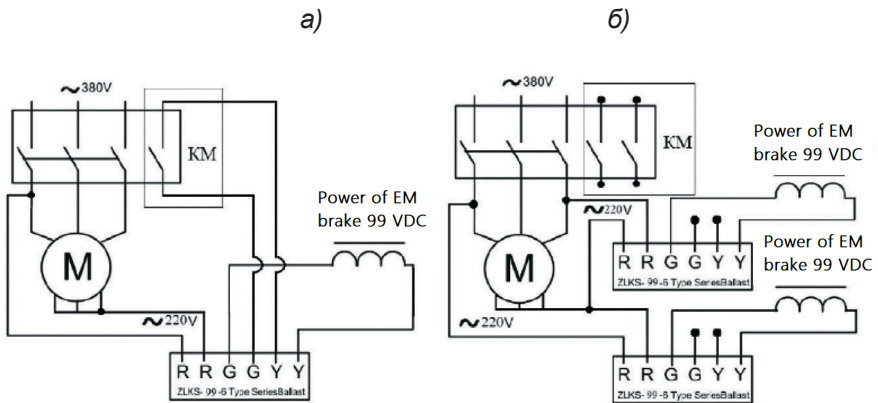 а)
б)
~380V
KM
Power of EM
brake 99 VDC
M
~220V
R R G G Y Y
ZLKS- 99 -6 Type SeriesBallast
~380V
KM
Power of EM
brake 99 VDC
~220V
R R G G Y Y
ZLKS- 99 -6 Type SeriesBallast
Power of EM
brake 99 VDC
M
~220V
R R G G Y Y
ZLKS- 99 -6 Type SeriesBallast